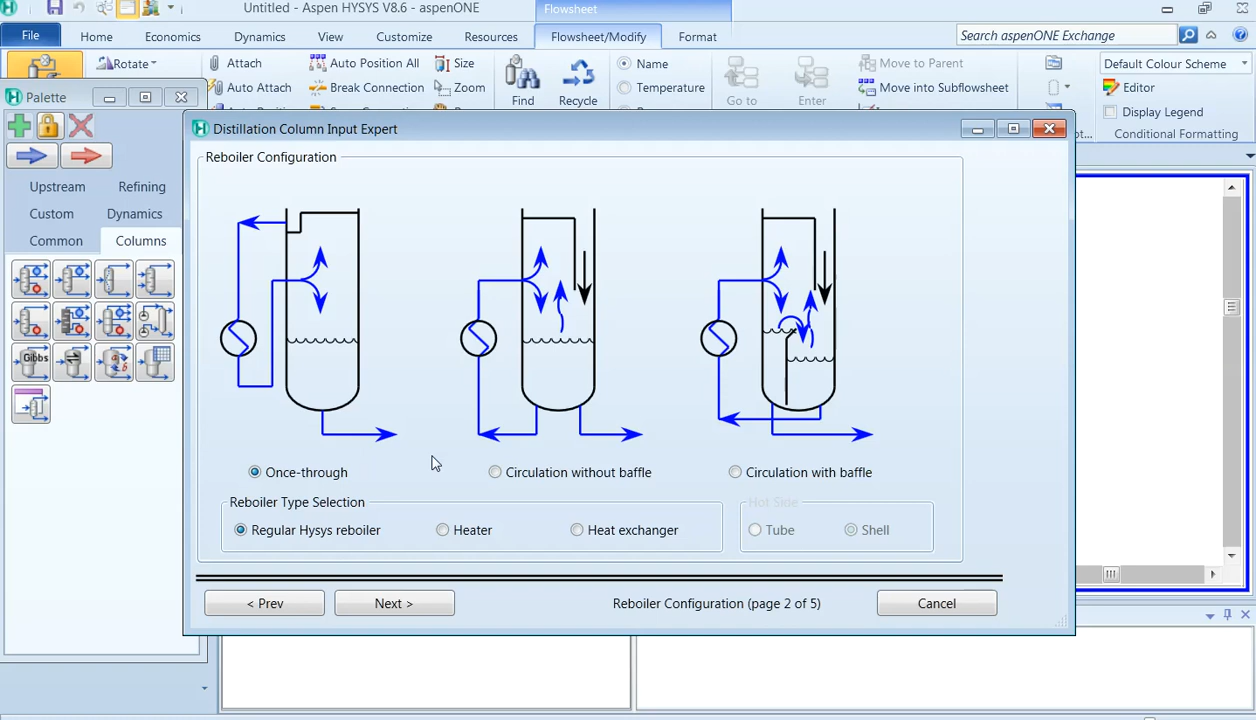 Untitled - Aspen HYSYS V8.6 - aspenONE
Flowsheet
File
Home
Economics
Dynamics
View
Customize
Resources
Flowsheet/Modify
Format
Search aspenONE Exchange
Rotate
Attach
Auto Position All
Size
Name
Move to Parent
Default Colour Scheme
Auto Attach
Break Connection
Zoom
Find
Recycle
Temperature
Go to
Enter
Move into Subflowsheet
Editor
Display Legend
Conditional Formatting
Palette
Upstream
Refining
Custom
Dynamics
Common
Columns
Gibbs
Distillation Column Input Expert
Reboiler Configuration
Once-through
Circulation without baffle
Circulation with baffle
Reboiler Type Selection
Hot Side
Regular Hysys reboiler
Heater
Heat exchanger
Tube
Shell
< Prev
Next >
Reboiler Configuration (page 2 of 5)
Cancel